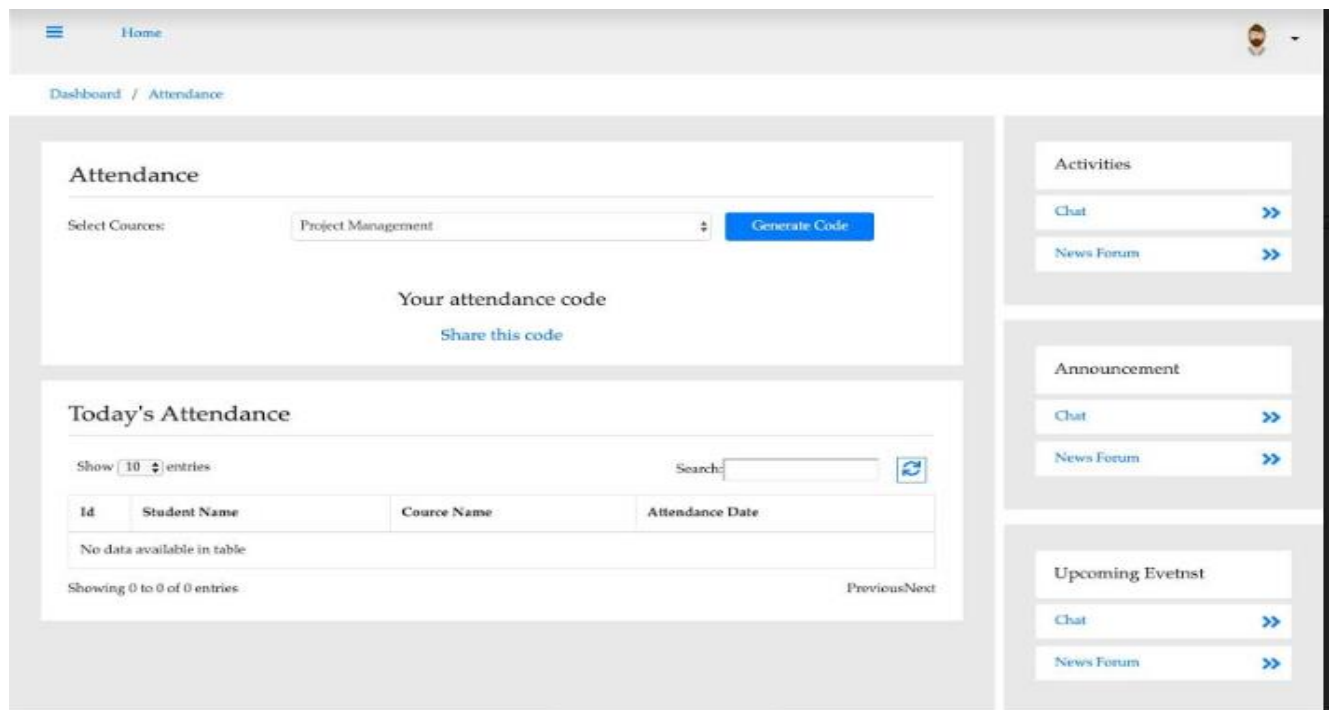 Home
Dashboard / Attendance
Attendance
Select Cources:
Project Management
Generate Code
Your attendance code
Share this code
Today's Attendance
Show 10 entries
Search:
Id Student Name Cource Name Attendance Date
No data available in table
Showing 0 to 0 of 0 entries
PreviousNext
Activities
Chat
News Forum
Announcement
Chat
News Forum
Upcoming Evetnst
Chat
News Forum